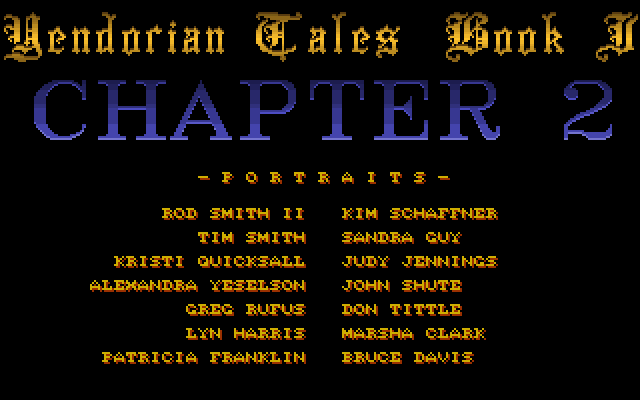 Yendorian Tales Book I
CHAPTER 2
-PORTRAITS-
ROD SMITH II KIM SCHAFFNER
TIM SMITH SANDRA GUY
KRISTI QUICKSALL JUDY JENNINGS
ALEXANDRA YESELSON JOHN SHUTE
GREG RUFUS DON TITTLE
LYN HARRIS MARSHA CLARK
PATRICIA FRANKLIN BRUCE DAVIS